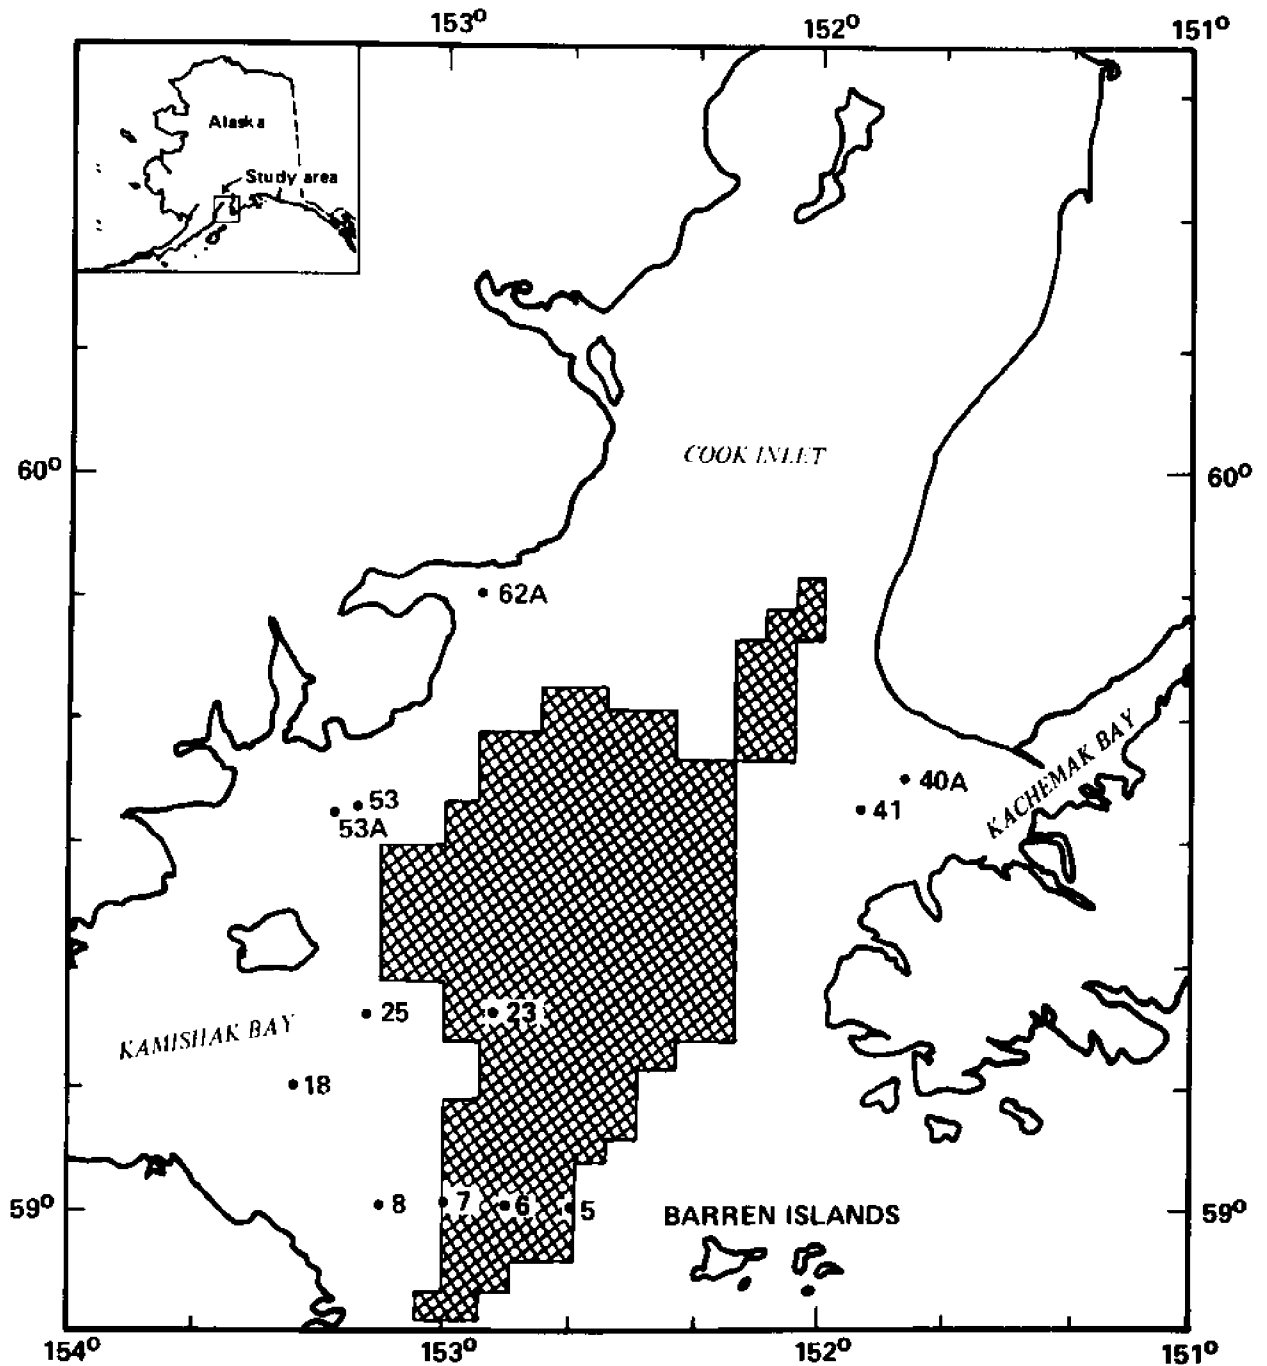 153° 152° 151°
Alaska
Study area
COOK INLET
60° 60°
62A
KACHEMAK BAY
40A
53
41
53A
25
23
KAMISHAK BAY
18
8 7 6 5
59° 59°
BARREN ISLANDS
154° 153° 152° 151°